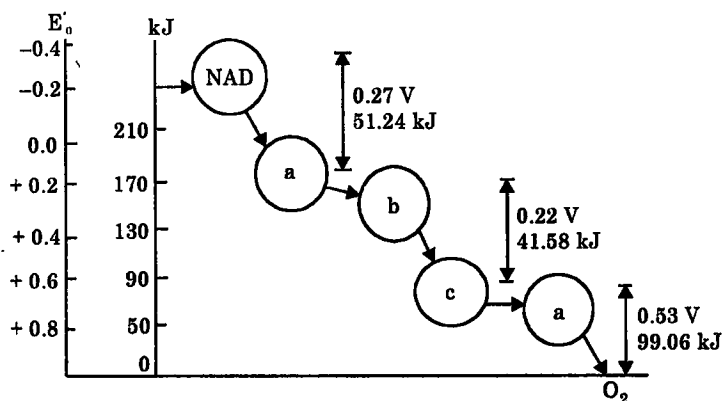 E'₀
kJ
−0.4
−0.2
0.0
+ 0.2
+ 0.4
+ 0.6
+ 0.8
210
170
130
90
50
0
NAD
a
b
c
a
0.27 V
51.24 kJ
0.22 V
41.58 kJ
0.53 V
99.06 kJ
O₂